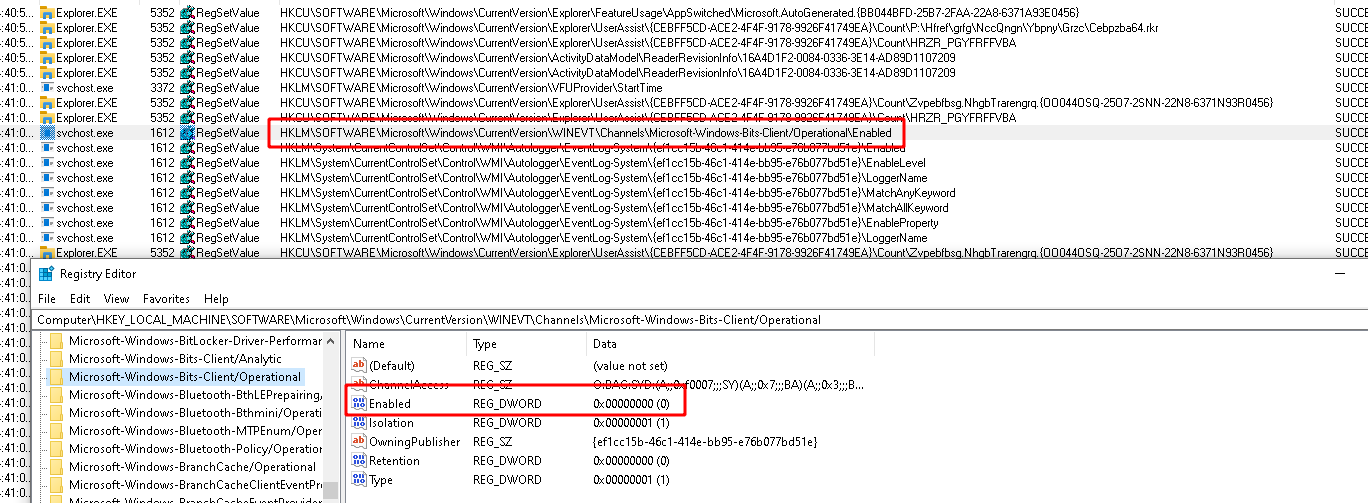 4:40:5... Explorer.EXE 5352 RegSetValue HKCU\SOFTWARE\Microsoft\Windows\CurrentVersion\Explorer\FeatureUsage\AppSwitched\Microsoft.AutoGenerated.{BB044BFD-25B7-2FAA-22A8-6371A93E0456} SUCCE
4:40:5... Explorer.EXE 5352 RegSetValue HKCU\SOFTWARE\Microsoft\Windows\CurrentVersion\Explorer\UserAssist\{CEBFF5CD-ACE2-4F4F-9178-9926F41749EA}\Count\P:\Hfref\grfg\NccQngn\Ybpny\Grzc\Cebpzba64.rkr SUCCE
4:40:5... Explorer.EXE 5352 RegSetValue HKCU\SOFTWARE\Microsoft\Windows\CurrentVersion\Explorer\UserAssist\{CEBFF5CD-ACE2-4F4F-9178-9926F41749EA}\Count\HRZR_PGYFRFFVBA SUCCE
4:40:5... Explorer.EXE 5352 RegSetValue HKCU\SOFTWARE\Microsoft\Windows\CurrentVersion\ActivityDataModel\ReaderRevisionInfo\16A4D1F2-0084-0336-3E14-AD89D1107209 SUCCE
4:40:5... Explorer.EXE 5352 RegSetValue HKCU\SOFTWARE\Microsoft\Windows\CurrentVersion\ActivityDataModel\ReaderRevisionInfo\16A4D1F2-0084-0336-3E14-AD89D1107209 SUCCE
4:41:0... svchost.exe 3372 RegSetValue HKLM\SOFTWARE\Microsoft\Windows\CurrentVersion\VFUProvider\StartTime SUCCE
4:41:0... Explorer.EXE 5352 RegSetValue HKCU\SOFTWARE\Microsoft\Windows\CurrentVersion\Explorer\UserAssist\{CEBFF5CD-ACE2-4F4F-9178-9926F41749EA}\Count\Zvpebfbsg.NhgbTrarengrq.{OO044OSQ-25O7-2SNN-22N8-6371N93R0456} SUCCE
4:41:0... Explorer.EXE 5352 RegSetValue HKCU\SOFTWARE\Microsoft\Windows\CurrentVersion\Explorer\UserAssist\{CEBFF5CD-ACE2-4F4F-9178-9926F41749EA}\Count\HRZR_PGYFRFFVBA SUCCE
4:41:0... svchost.exe 1612 RegSetValue HKLM\SOFTWARE\Microsoft\Windows\CurrentVersion\WINEVT\Channels\Microsoft-Windows-Bits-Client/Operational\Enabled SUCCE
4:41:0... svchost.exe 1612 RegSetValue HKLM\System\CurrentControlSet\Control\WMI\Autologger\EventLog-System\{ef1cc15b-46c1-414e-bb95-e76b077bd51e}\Enabled SUCCE
4:41:0... svchost.exe 1612 RegSetValue HKLM\System\CurrentControlSet\Control\WMI\Autologger\EventLog-System\{ef1cc15b-46c1-414e-bb95-e76b077bd51e}\EnableLevel SUCCE
4:41:0... svchost.exe 1612 RegSetValue HKLM\System\CurrentControlSet\Control\WMI\Autologger\EventLog-System\{ef1cc15b-46c1-414e-bb95-e76b077bd51e}\LoggerName SUCCE
4:41:0... svchost.exe 1612 RegSetValue HKLM\System\CurrentControlSet\Control\WMI\Autologger\EventLog-System\{ef1cc15b-46c1-414e-bb95-e76b077bd51e}\MatchAnyKeyword SUCCE
4:41:0... svchost.exe 1612 RegSetValue HKLM\System\CurrentControlSet\Control\WMI\Autologger\EventLog-System\{ef1cc15b-46c1-414e-bb95-e76b077bd51e}\MatchAllKeyword SUCCE
4:41:0... svchost.exe 1612 RegSetValue HKLM\System\CurrentControlSet\Control\WMI\Autologger\EventLog-System\{ef1cc15b-46c1-414e-bb95-e76b077bd51e}\EnableProperty SUCCE
4:41:0... svchost.exe 1612 RegSetValue HKLM\System\CurrentControlSet\Control\WMI\Autologger\EventLog-System\{ef1cc15b-46c1-414e-bb95-e76b077bd51e}\LoggerName SUCCE
4:41:0... Explorer.EXE 5352 RegSetValue HKCU\SOFTWARE\Microsoft\Windows\CurrentVersion\Explorer\UserAssist\{CEBFF5CD-ACE2-4F4F-9178-9926F41749EA}\Count\Zvpebfbsg.NhgbTrarengrq.{OO044OSQ-25O7-2SNN-22N8-6371N93R0456} SUCCE
Registry Editor
File Edit View Favorites Help
Computer\HKEY_LOCAL_MACHINE\SOFTWARE\Microsoft\Windows\CurrentVersion\WINEVT\Channels\Microsoft-Windows-Bits-Client/Operational
Microsoft-Windows-BitLocker-Driver-Performar
Microsoft-Windows-Bits-Client/Analytic
Microsoft-Windows-Bits-Client/Operational
Microsoft-Windows-Bluetooth-BthLEPrepairing/
Microsoft-Windows-Bluetooth-Bthmini/Operati
Microsoft-Windows-Bluetooth-MTPEnum/Oper
Microsoft-Windows-Bluetooth-Policy/Operation
Microsoft-Windows-BranchCache/Operational
Microsoft-Windows-BranchCacheClientEventPro
Microsoft-Windows-BranchCacheEventProvider
Name Type Data
(Default) REG_SZ (value not set)
ChannelAccess REG_SZ O:BAG:SYD:(A;;0xf0007;;;SY)(A;;0x7;;;BA)(A;;0x3;;;B...
Enabled REG_DWORD 0x00000000 (0)
Isolation REG_DWORD 0x00000001 (1)
OwningPublisher REG_SZ {ef1cc15b-46c1-414e-bb95-e76b077bd51e}
Retention REG_DWORD 0x00000000 (0)
Type REG_DWORD 0x00000001 (1)